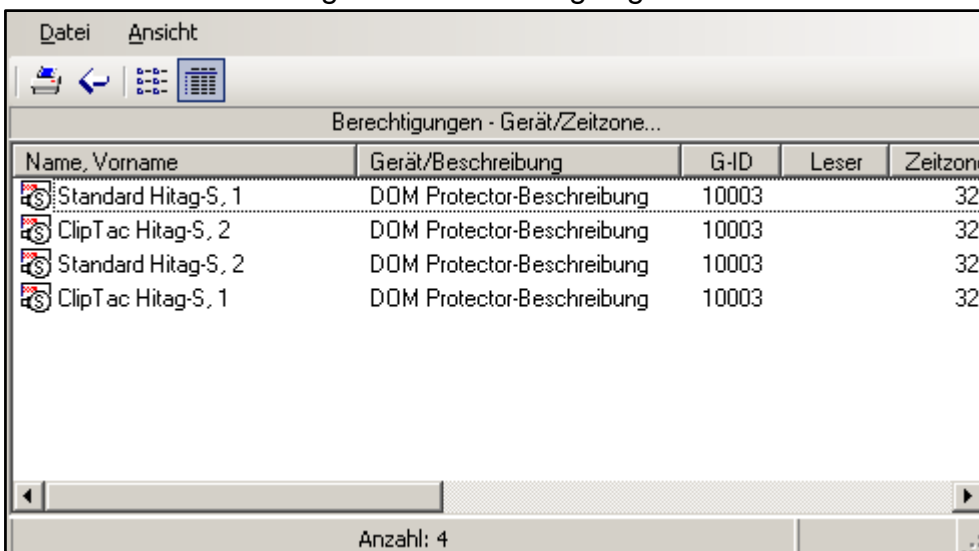 Datei Ansicht
Berechtigungen - Gerät/Zeitzone...
Name, Vorname Gerät/Beschreibung G-ID Leser Zeitzone
Standard Hitag-S, 1 DOM Protector-Beschreibung 10003 32
ClipTac Hitag-S, 2 DOM Protector-Beschreibung 10003 32
Standard Hitag-S, 2 DOM Protector-Beschreibung 10003 32
ClipTac Hitag-S, 1 DOM Protector-Beschreibung 10003 32
Anzahl: 4